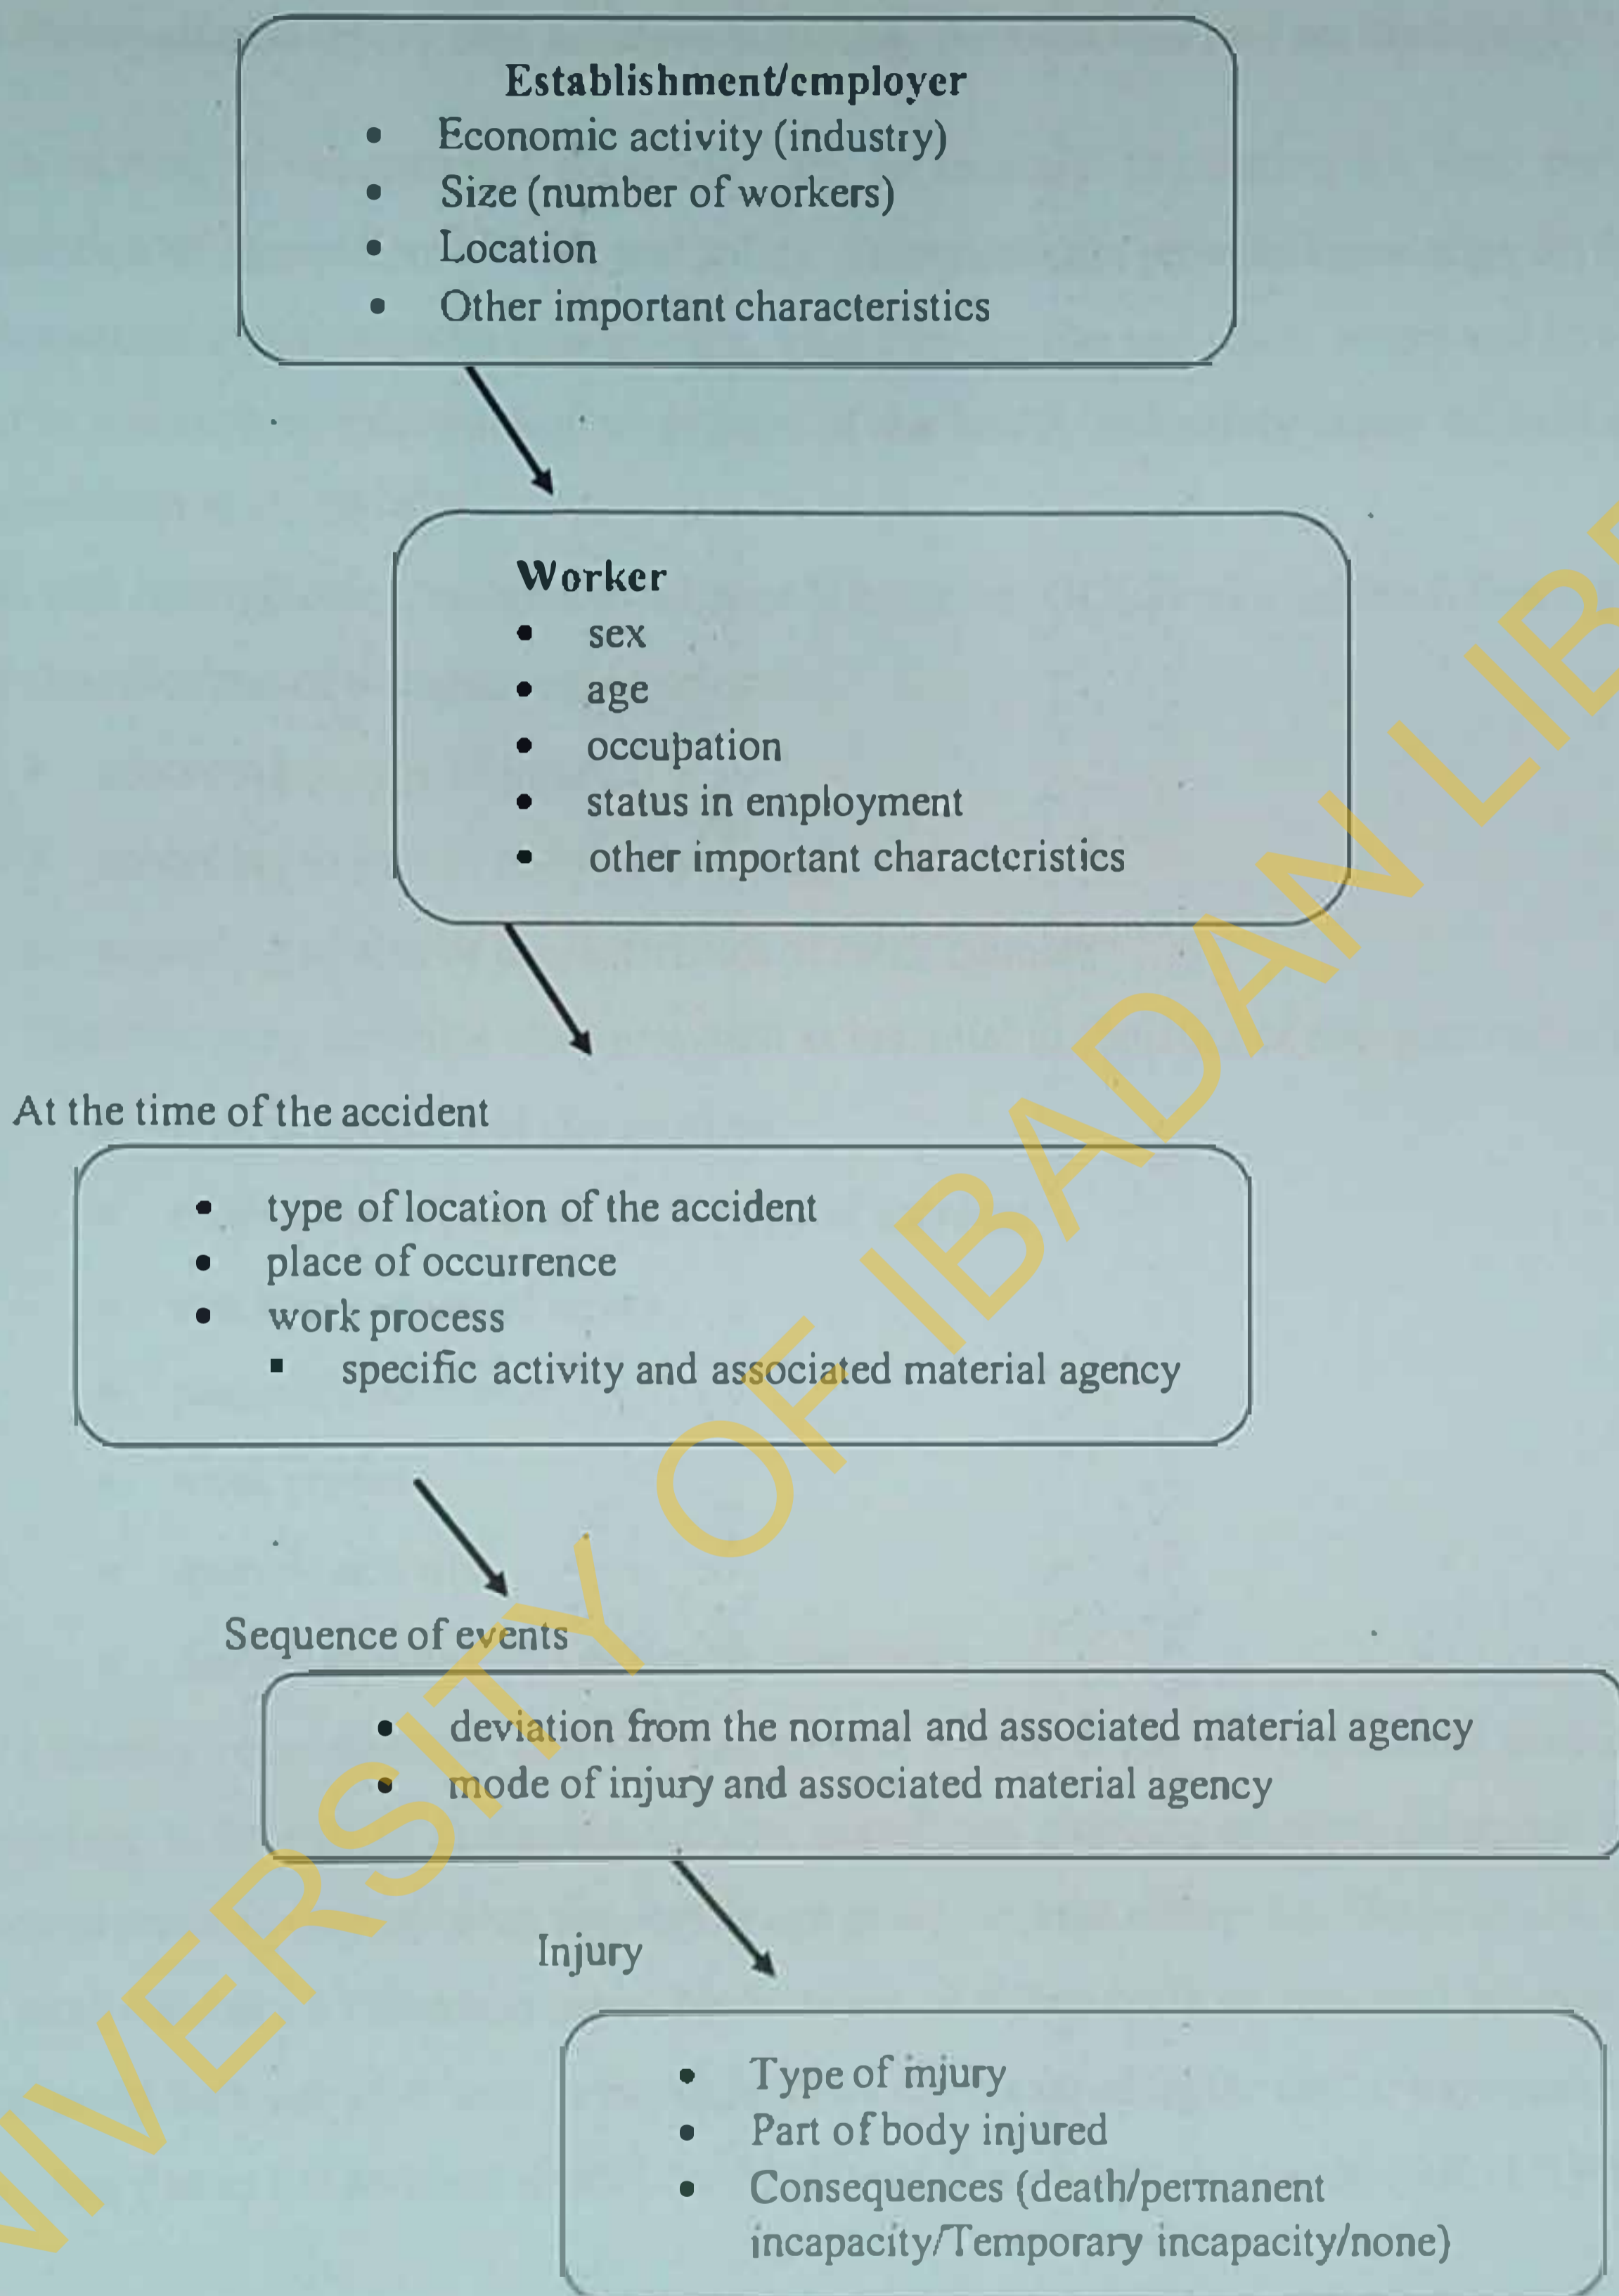 Establishment/employer
• Economic activity (industry)
• Size (number of workers)
• Location
• Other important characteristics
Worker
• sex
• age
• occupation
• status in employment
• other important characteristics
At the time of the accident
• type of location of the accident
• place of occurrence
• work process
▪ specific activity and associated material agency
Sequence of events
• deviation from the normal and associated material agency
• mode of injury and associated material agency
Injury
• Type of injury
• Part of body injured
• Consequences (death/permanent
incapacity/Temporary incapacity/none)
NIVERSITY OF IBADAN LIB